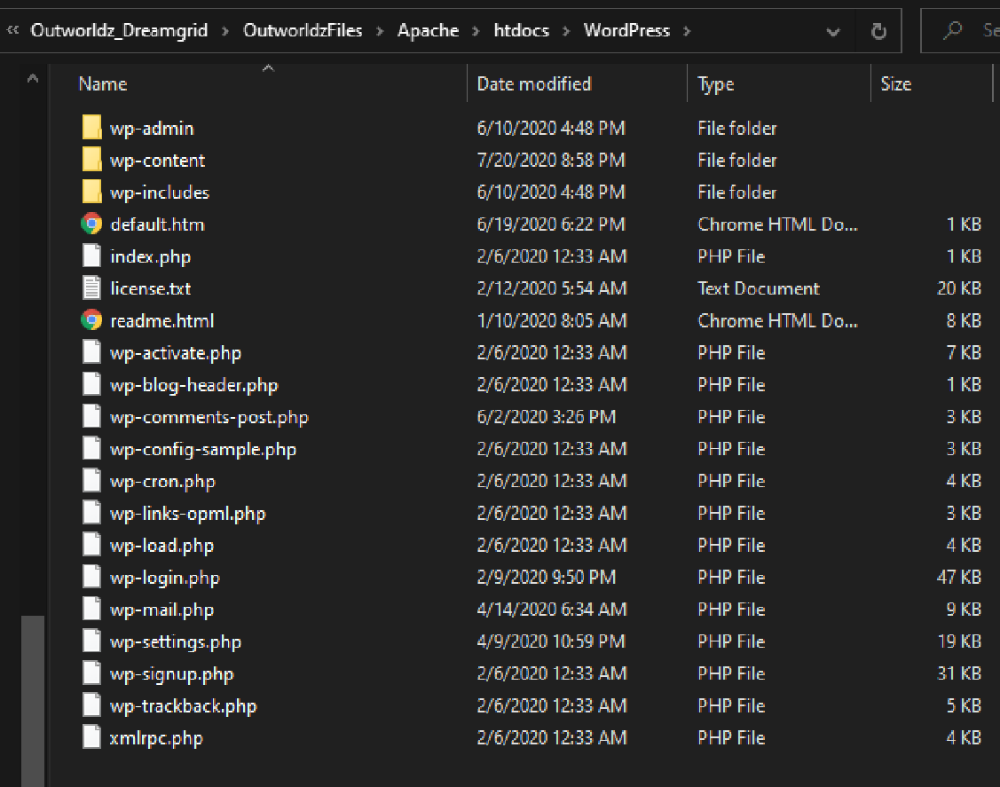 « Outworldz_Dreamgrid > OutworldzFiles > Apache > htdocs > WordPress >
Name Date modified Type Size
wp-admin 6/10/2020 4:48 PM File folder
wp-content 7/20/2020 8:58 PM File folder
wp-includes 6/10/2020 4:48 PM File folder
default.htm 6/19/2020 6:22 PM Chrome HTML Do... 1 KB
index.php 2/6/2020 12:33 AM PHP File 1 KB
license.txt 2/12/2020 5:54 AM Text Document 20 KB
readme.html 1/10/2020 8:05 AM Chrome HTML Do... 8 KB
wp-activate.php 2/6/2020 12:33 AM PHP File 7 KB
wp-blog-header.php 2/6/2020 12:33 AM PHP File 1 KB
wp-comments-post.php 6/2/2020 3:26 PM PHP File 3 KB
wp-config-sample.php 2/6/2020 12:33 AM PHP File 3 KB
wp-cron.php 2/6/2020 12:33 AM PHP File 4 KB
wp-links-opml.php 2/6/2020 12:33 AM PHP File 3 KB
wp-load.php 2/6/2020 12:33 AM PHP File 4 KB
wp-login.php 2/9/2020 9:50 PM PHP File 47 KB
wp-mail.php 4/14/2020 6:34 AM PHP File 9 KB
wp-settings.php 4/9/2020 10:59 PM PHP File 19 KB
wp-signup.php 2/6/2020 12:33 AM PHP File 31 KB
wp-trackback.php 2/6/2020 12:33 AM PHP File 5 KB
xmlrpc.php 2/6/2020 12:33 AM PHP File 4 KB